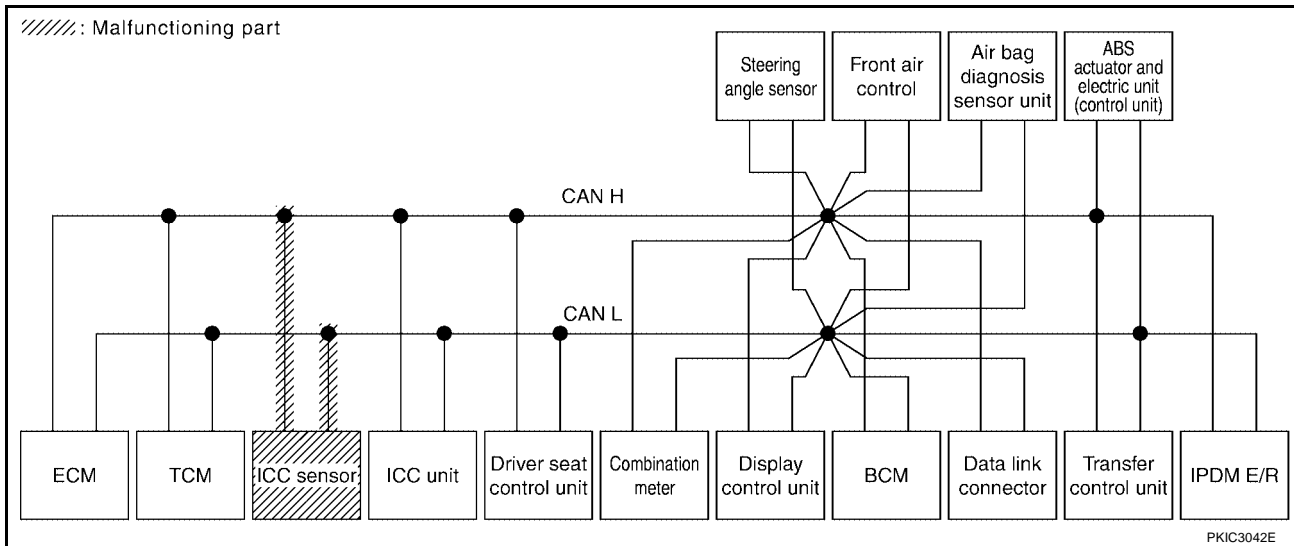 : Malfunctioning part
Steering
angle sensor
Front air
control
Air bag
diagnosis
sensor unit
ABS
actuator and
electric unit
(control unit)
CAN H
CAN L
ECM
TCM
ICC sensor
ICC unit
Driver seat
control unit
Combination
meter
Display
control unit
BCM
Data link
connector
Transfer
control unit
IPDM E/R
PKIC3042E